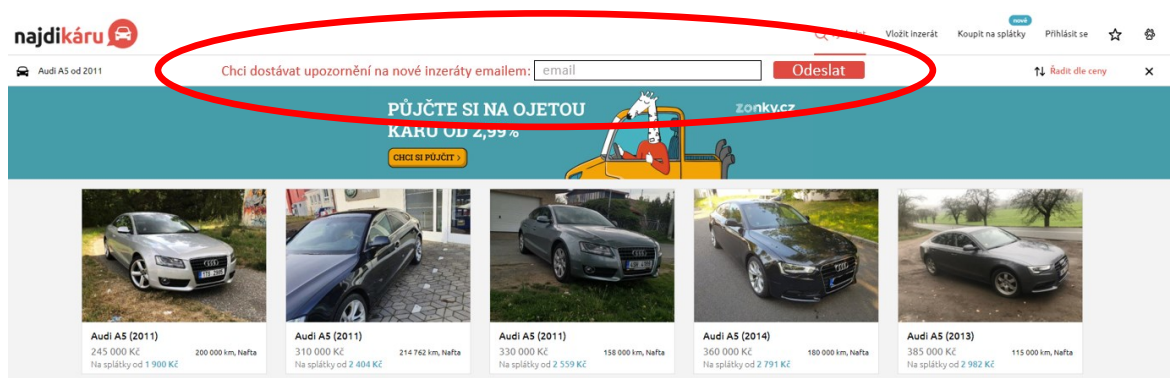 najdikáru
nové
Vložit inzerát
Koupit na splátky
Přihlásit se
Audi A5 od 2011
Chci dostávat upozornění na nové inzeráty emailem:
email
Odeslat
Řadit dle ceny
PŮJČTE SI NA OJETOU
KÁRU OD 2,99%
CHCI SI PŮJČIT >
zonky.cz
Audi A5 (2011)
245 000 Kč
200 000 km, Nafta
Na splátky od 1 900 Kč
Audi A5 (2011)
310 000 Kč
214 762 km, Nafta
Na splátky od 2 404 Kč
Audi A5 (2011)
330 000 Kč
158 000 km, Nafta
Na splátky od 2 559 Kč
Audi A5 (2014)
360 000 Kč
180 000 km, Nafta
Na splátky od 2 791 Kč
Audi A5 (2013)
385 000 Kč
115 000 km, Nafta
Na splátky od 2 982 Kč